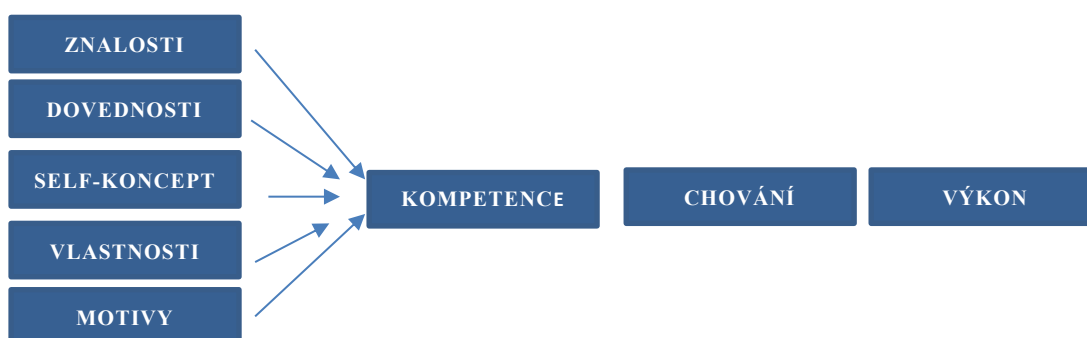 ZNALOSTI
DOVEDNOSTI
SELF-KONCEPT
VLASTNOSTI
MOTIVY
KOMPETENCE
CHOVÁNÍ
VÝKON